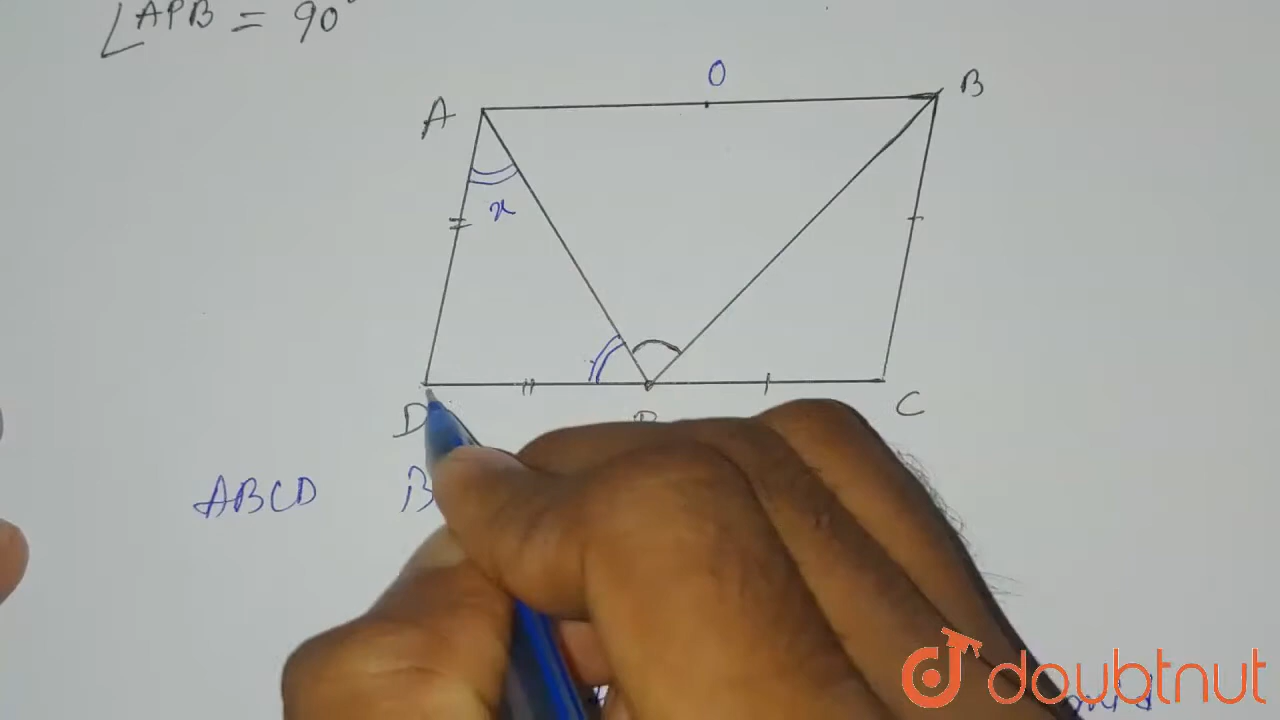 ∠APB = 90°
O
A B
x
D C
ABCD B
doubtnut